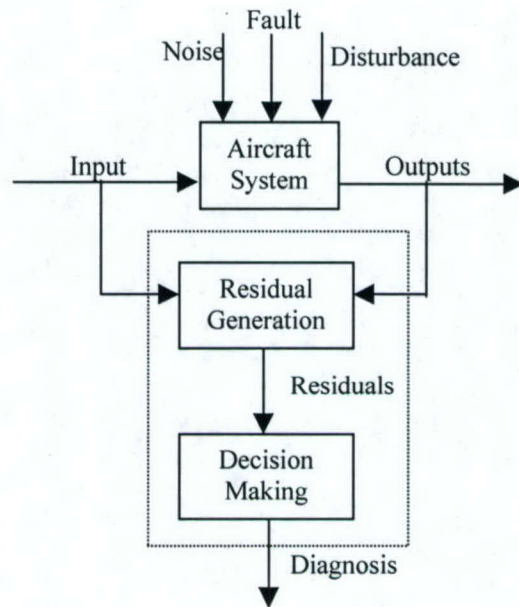 Fault
Noise
Disturbance
Input
Aircraft
System
Outputs
Residual
Generation
Residuals
Decision
Making
Diagnosis